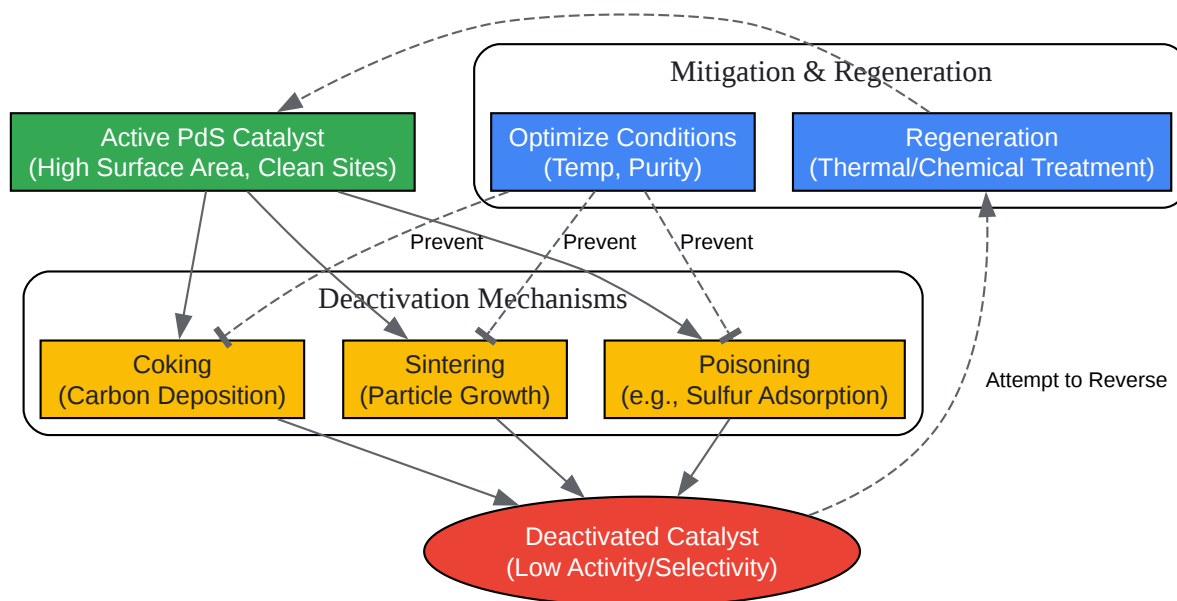 Mitigation & Regeneration
Active PdS Catalyst
(High Surface Area, Clean Sites)
Optimize Conditions
(Temp, Purity)
Regeneration
(Thermal/Chemical Treatment)
Prevent
Prevent
Prevent
Deactivation Mechanisms
Coking
(Carbon Deposition)
Sintering
(Particle Growth)
Poisoning
(e.g., Sulfur Adsorption)
Attempt to Reverse
Deactivated Catalyst
(Low Activity/Selectivity)